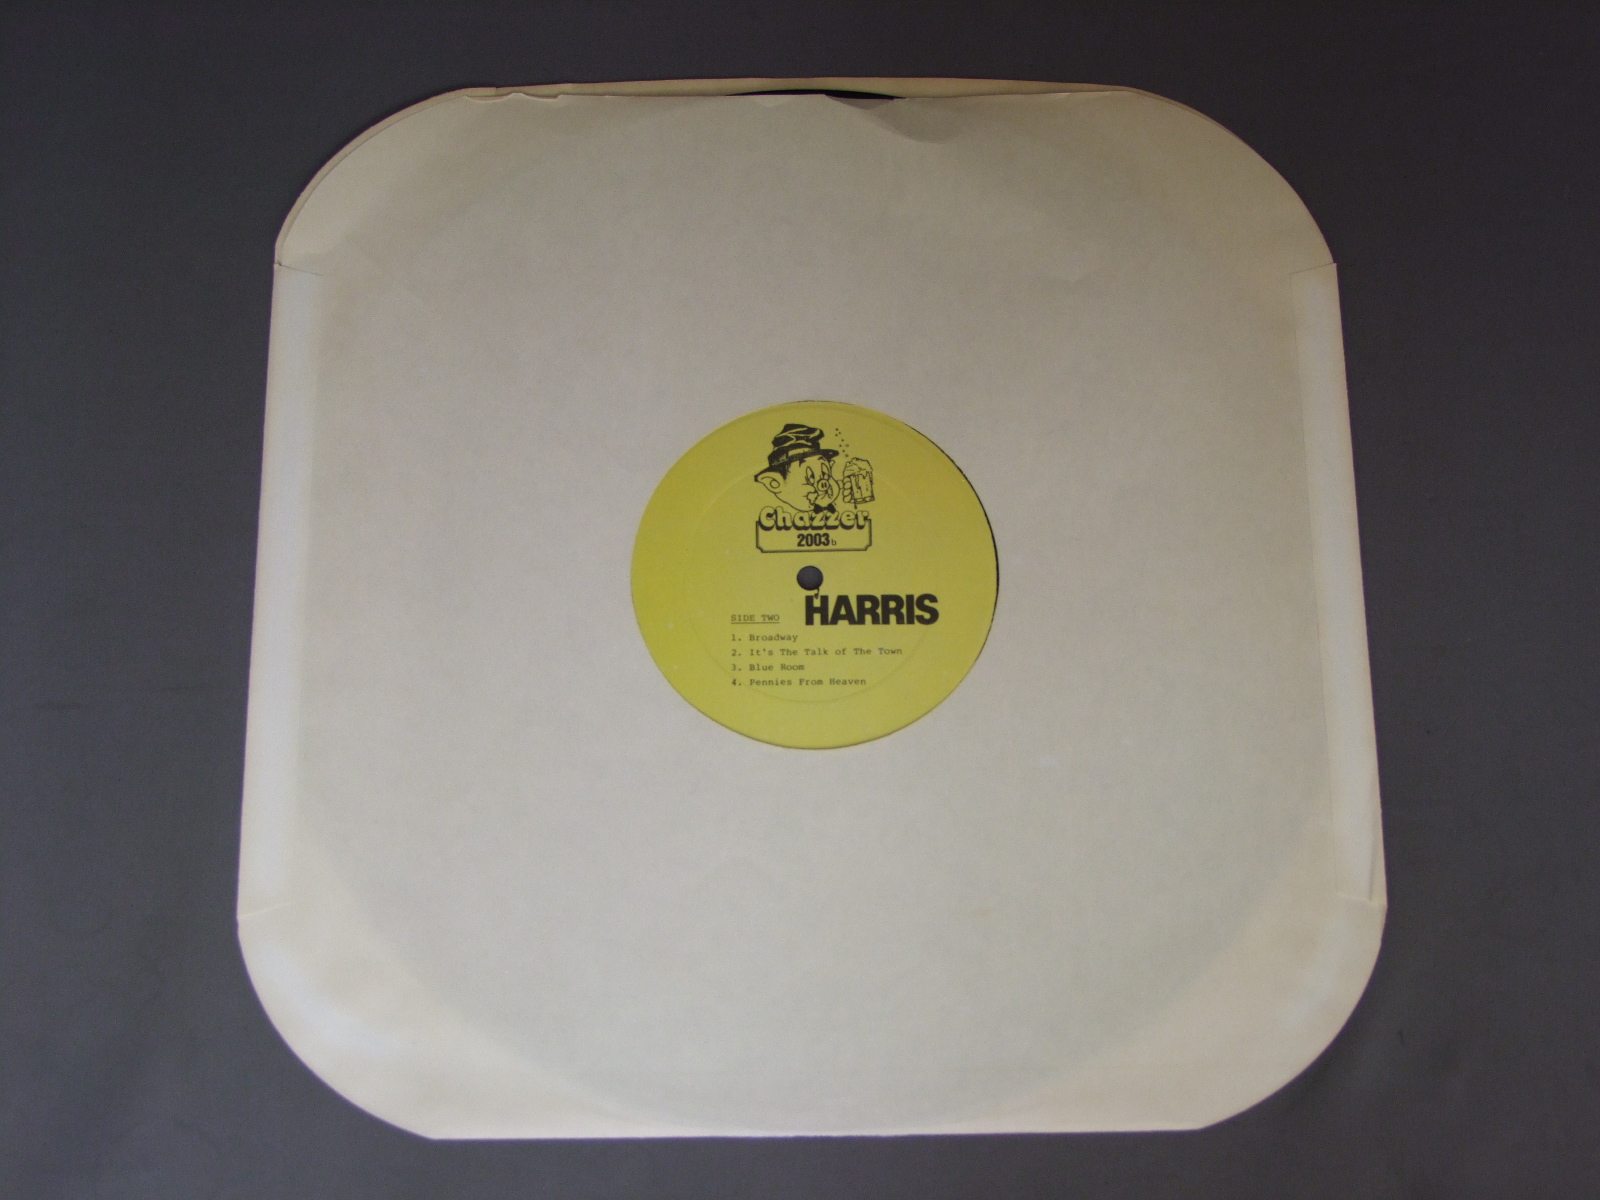 Chazzer
2003b
HARRIS
SIDE TWO
1. Broadway
2. It's The Talk of The Town
3. Blue Room
4. Pennies From Heaven